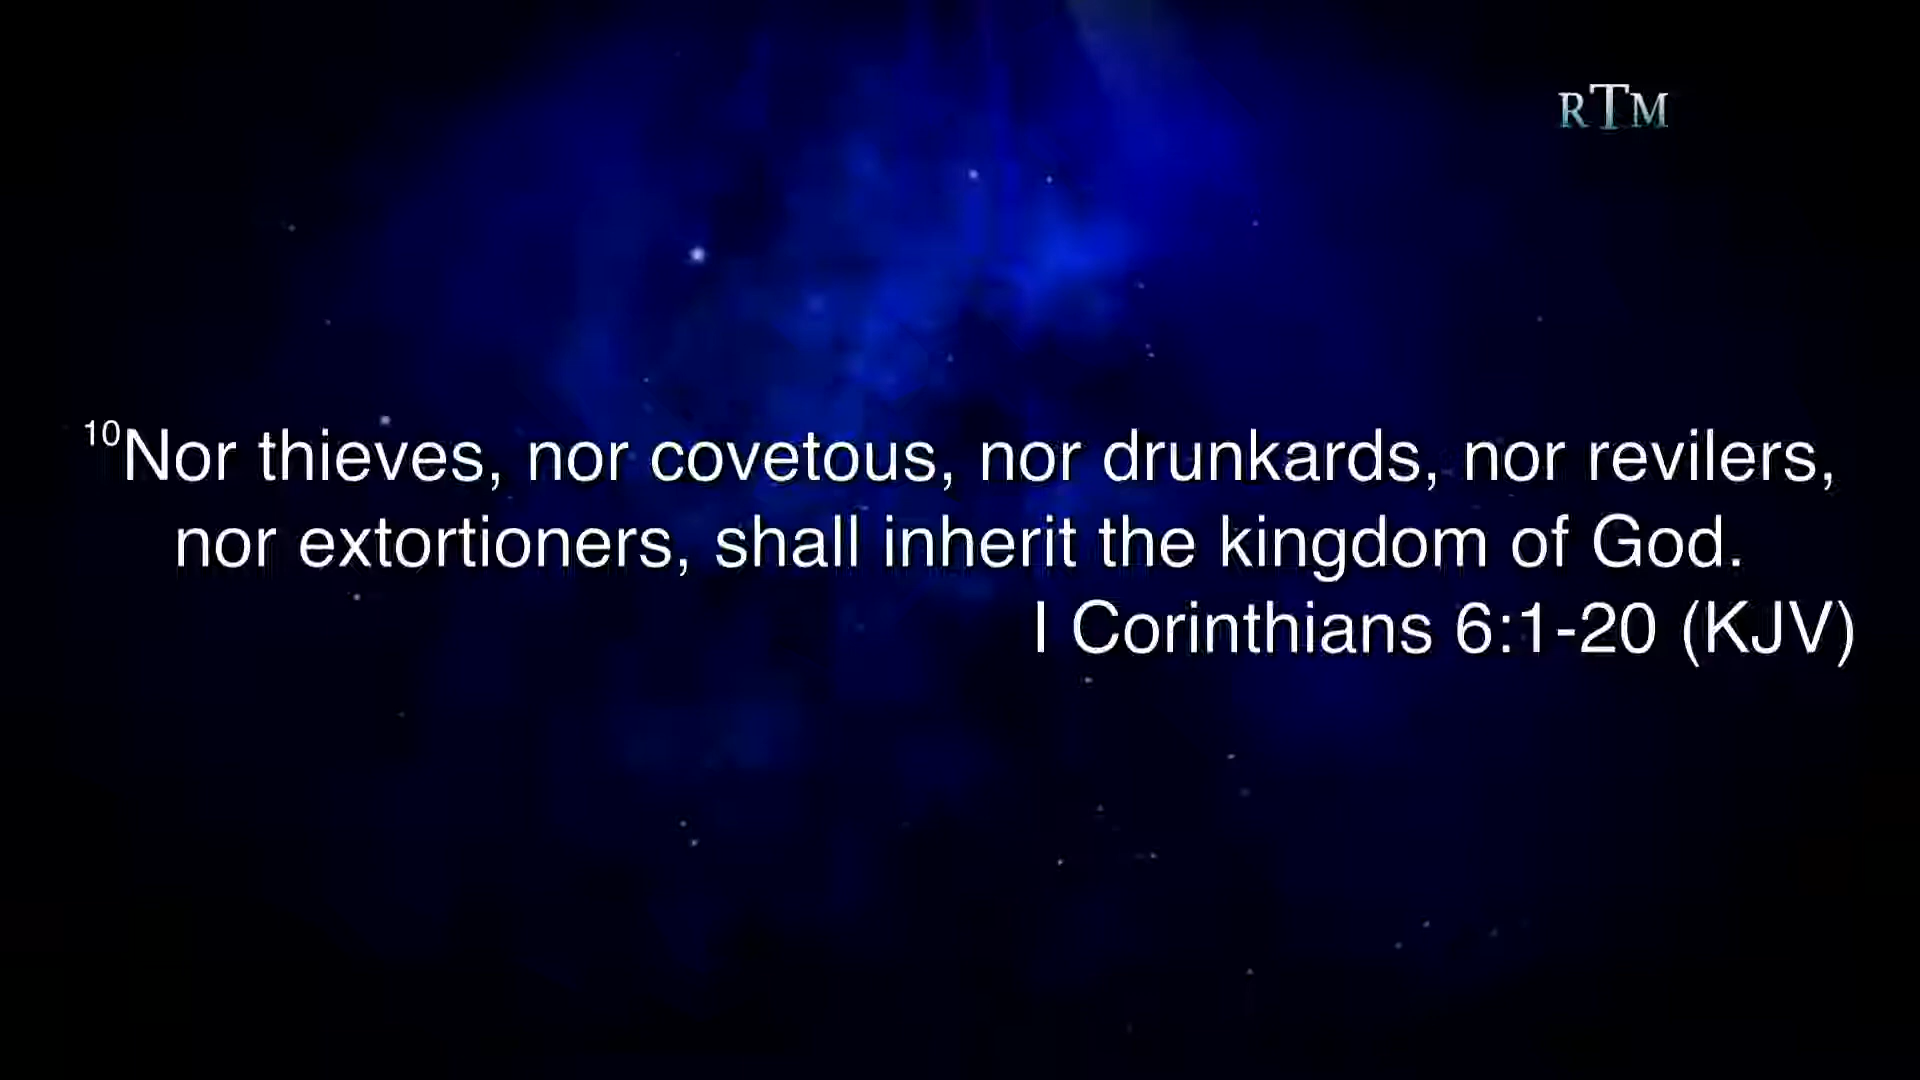 RTM
10Nor thieves, nor covetous, nor drunkards, nor revilers,
nor extortioners, shall inherit the kingdom of God.
I Corinthians 6:1-20 (KJV)